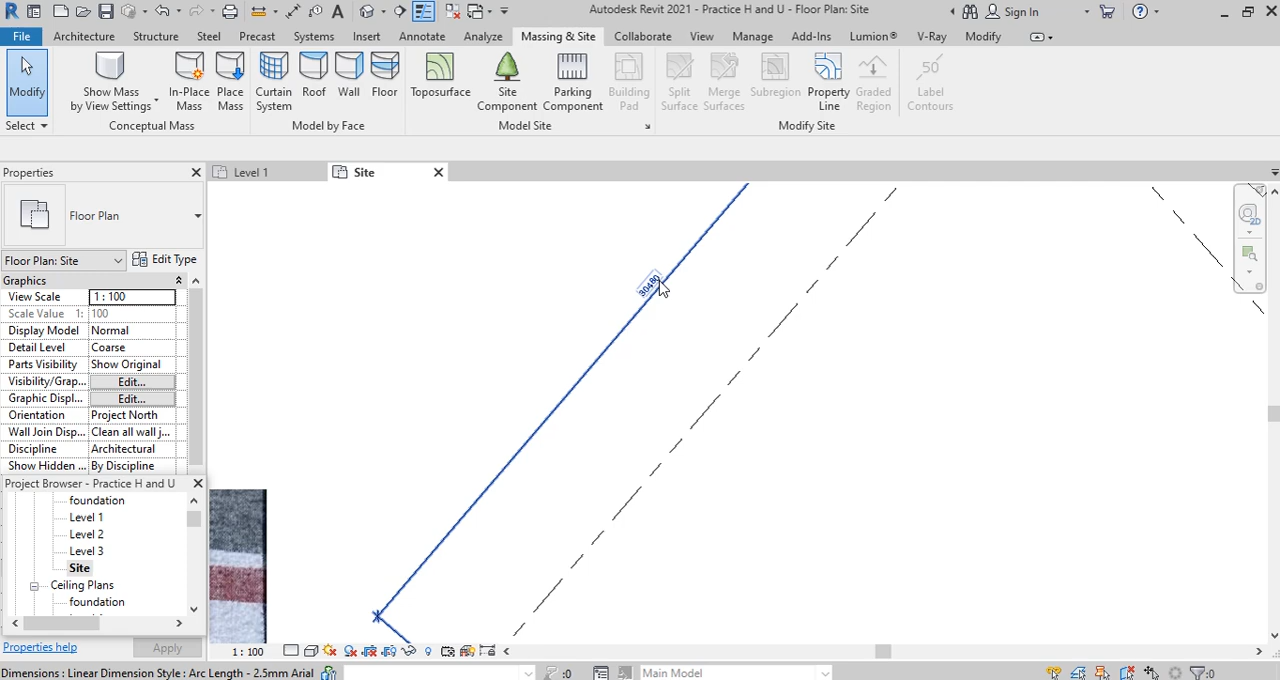 Autodesk Revit 2021 - Practice H and U - Floor Plan: Site
Sign In
File Architecture Structure Steel Precast Systems Insert Annotate Analyze Massing & Site Collaborate View Manage Add-Ins Lumion® V-Ray Modify
Modify
Show Mass
by View Settings
In-Place
Mass
Place
Mass
Curtain
System
Roof
Wall
Floor
Toposurface
Site
Component
Parking
Component
Building
Pad
Split
Surface
Merge
Surfaces
Subregion
Property
Line
Graded
Region
50
Label
Contours
Select
Conceptual Mass
Model by Face
Model Site
Modify Site
Properties
Level 1
Site
Floor Plan
Floor Plan: Site
Edit Type
Graphics
View Scale 1 : 100
Scale Value 1: 100
Display Model Normal
Detail Level Coarse
Parts Visibility Show Original
Visibility/Grap... Edit...
Graphic Displ... Edit...
Orientation Project North
Wall Join Disp... Clean all wall j...
Discipline Architectural
Show Hidden ... By Discipline
Project Browser - Practice H and U
foundation
Level 1
Level 2
Level 3
Site
Ceiling Plans
foundation
Properties help
Apply
30480
2D
1 : 100
Dimensions : Linear Dimension Style : Arc Length - 2.5mm Arial
:0
Main Model
:0